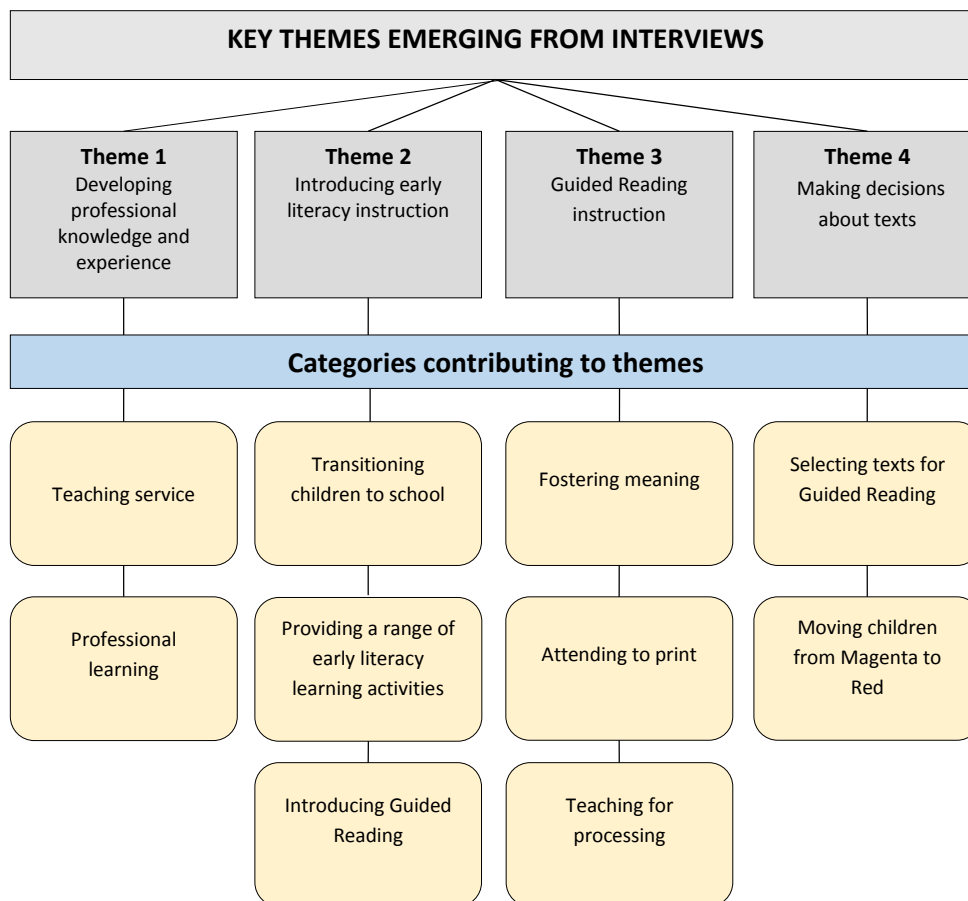 KEY THEMES EMERGING FROM INTERVIEWS
Theme 1
Developing
professional
knowledge and
experience
Theme 2
Introducing early
literacy instruction
Theme 3
Guided Reading
instruction
Theme 4
Making decisions
about texts
Categories contributing to themes
Teaching service
Transitioning
children to school
Fostering meaning
Selecting texts for
Guided Reading
Professional
learning
Providing a range of
early literacy
learning activities
Attending to print
Moving children
from Magenta to
Red
Introducing Guided
Reading
Teaching for
processing